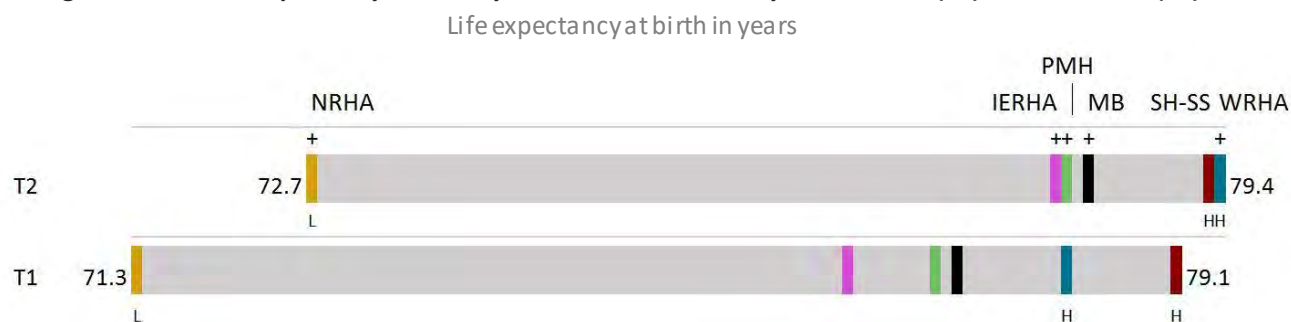 Life expectancy at birth in years
PMH
NRHA IERHA MB SH-SS WRHA
+ ++ + +
T2 72.7 79.4
L HH
T1 71.3 79.1
L H H